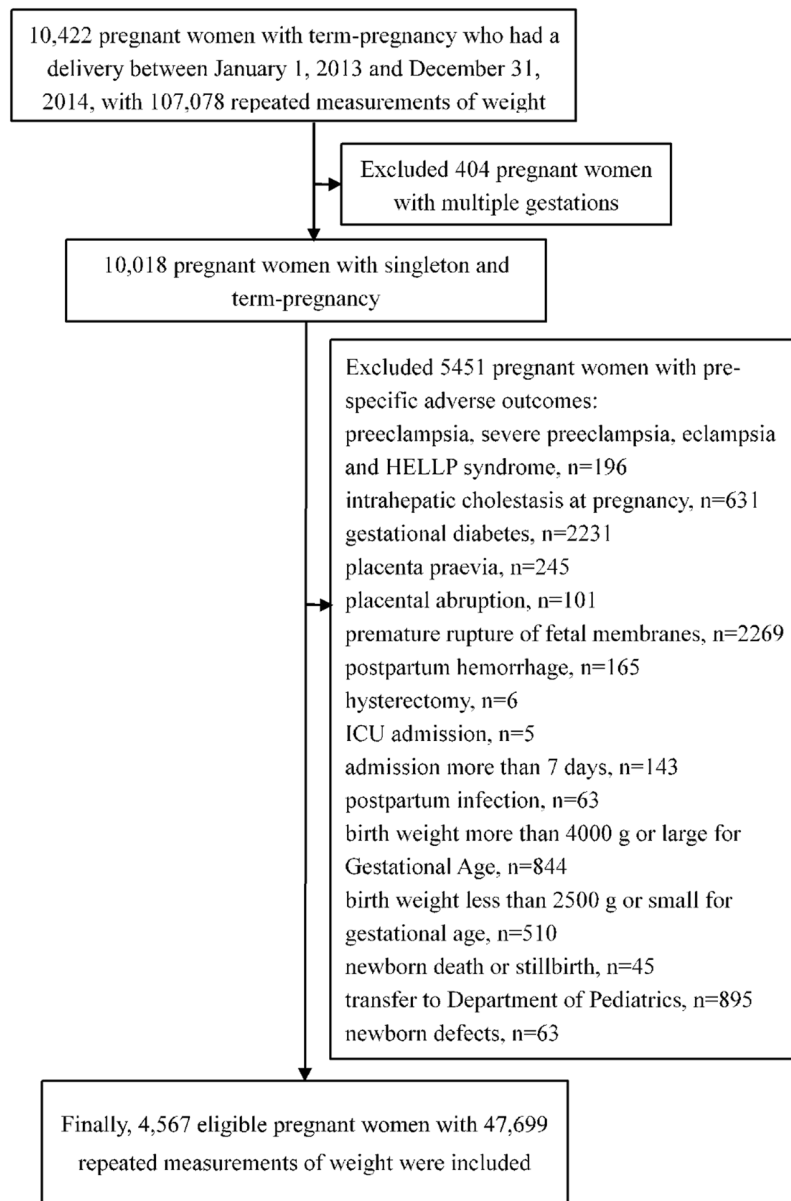 10,422 pregnant women with term-pregnancy who had a
delivery between January 1, 2013 and December 31,
2014, with 107,078 repeated measurements of weight
Excluded 404 pregnant women
with multiple gestations
10,018 pregnant women with singleton and
term-pregnancy
Excluded 5451 pregnant women with pre-
specific adverse outcomes:
preeclampsia, severe preeclampsia, eclampsia
and HELLP syndrome, n=196
intrahepatic cholestasis at pregnancy, n=631
gestational diabetes, n=2231
placenta praevia, n=245
placental abruption, n=101
premature rupture of fetal membranes, n=2269
postpartum hemorrhage, n=165
hysterectomy, n=6
ICU admission, n=5
admission more than 7 days, n=143
postpartum infection, n=63
birth weight more than 4000 g or large for
Gestational Age, n=844
birth weight less than 2500 g or small for
gestational age, n=510
newborn death or stillbirth, n=45
transfer to Department of Pediatrics, n=895
newborn defects, n=63
Finally, 4,567 eligible pregnant women with 47,699
repeated measurements of weight were included